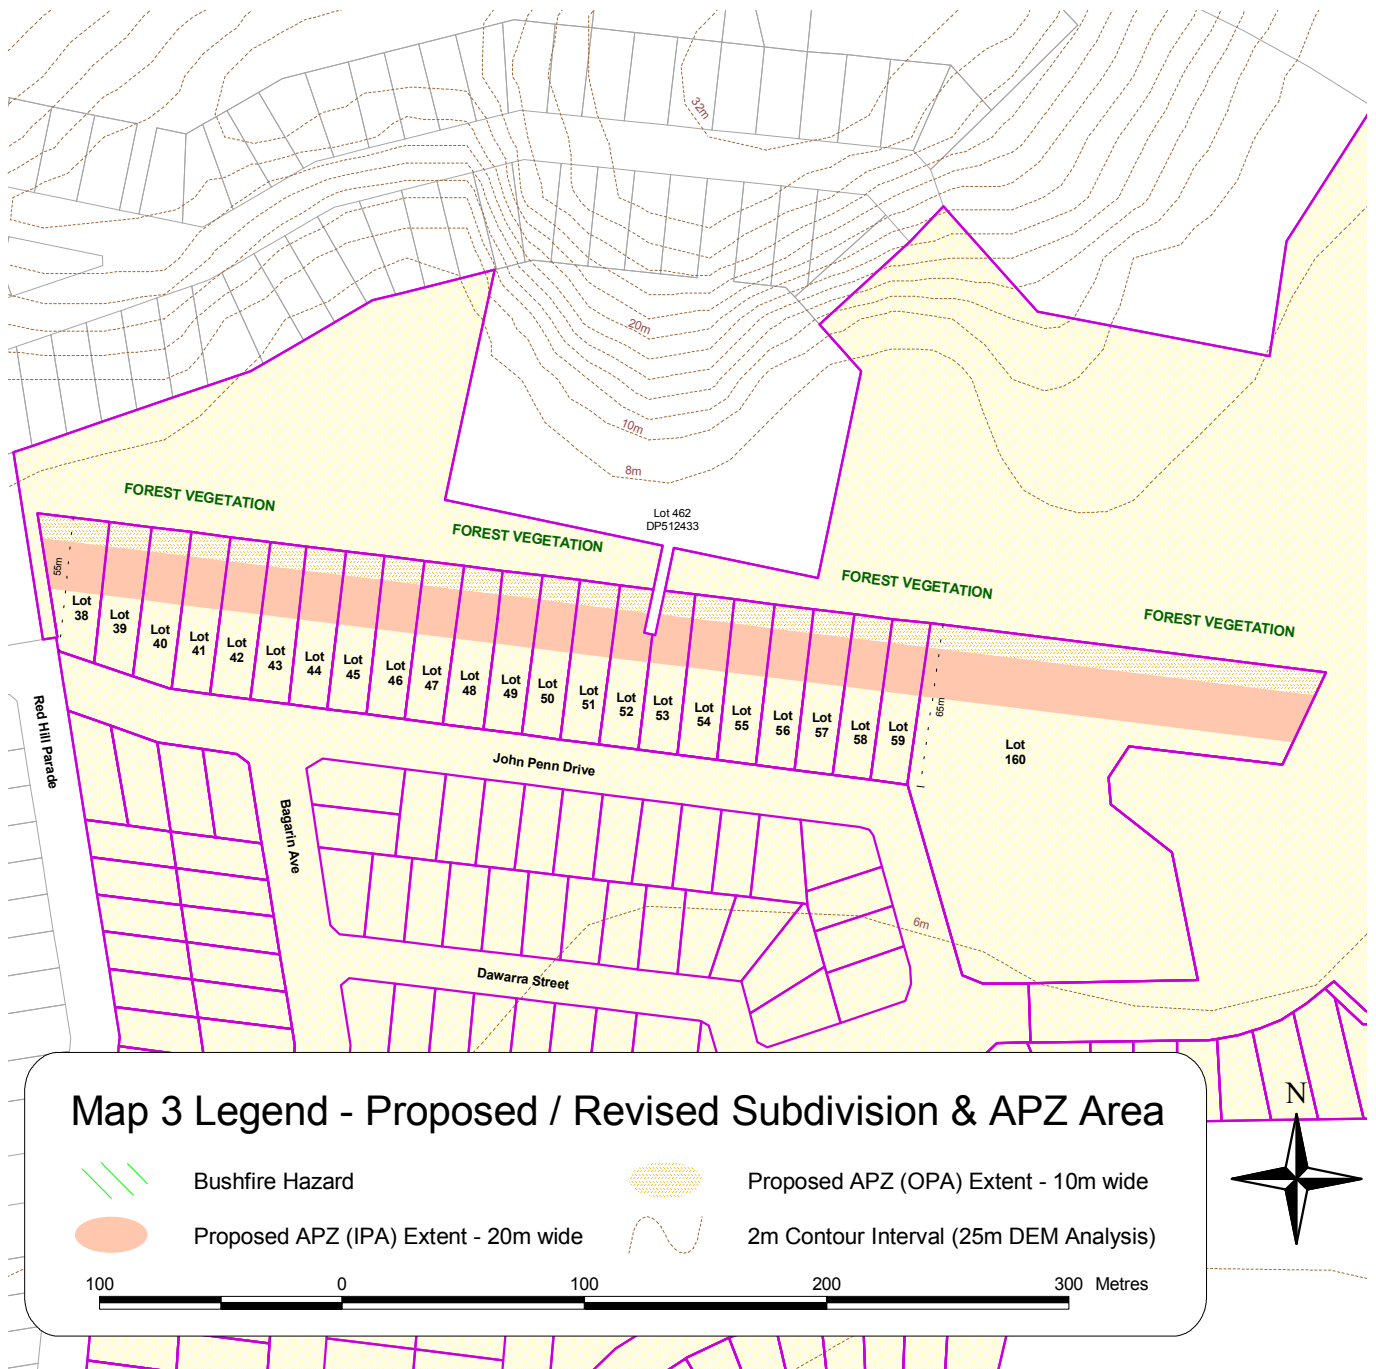 32m
20m
10m
8m
Lot 462
DP512433
FOREST VEGETATION
FOREST VEGETATION
FOREST VEGETATION
FOREST VEGETATION
55m
Lot
38
Lot
39
Lot
40
Lot
41
Lot
42
Lot
43
Lot
44
Lot
45
Lot
46
Lot
47
Lot
48
Lot
49
Lot
50
Lot
51
Lot
52
Lot
53
Lot
54
Lot
55
Lot
56
Lot
57
Lot
58
Lot
59
65m
Lot
160
Red Hill Parade
John Penn Drive
Bagarin Ave
6m
Dawarra Street
Map 3 Legend - Proposed / Revised Subdivision & APZ Area
Bushfire Hazard
Proposed APZ (OPA) Extent - 10m wide
Proposed APZ (IPA) Extent - 20m wide
2m Contour Interval (25m DEM Analysis)
100 0 100 200 300 Metres
N